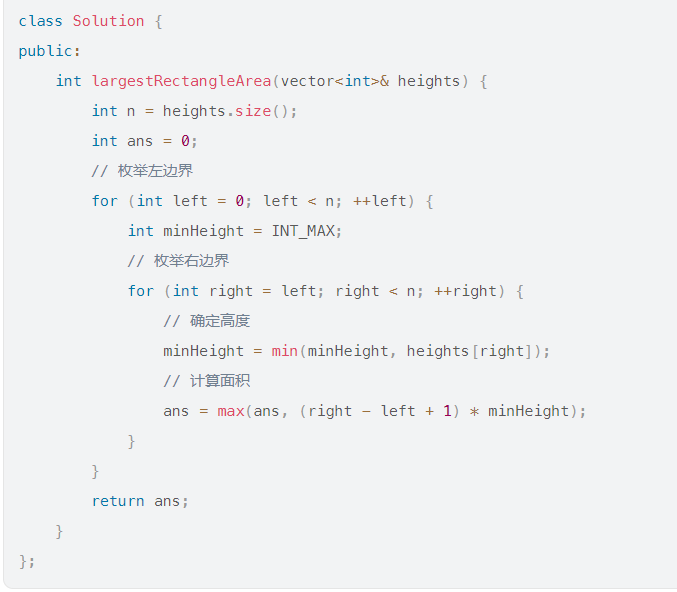 class Solution {
public:
    int largestRectangleArea(vector<int>& heights) {
        int n = heights.size();
        int ans = 0;
        // 枚举左边界
        for (int left = 0; left < n; ++left) {
            int minHeight = INT_MAX;
            // 枚举右边界
            for (int right = left; right < n; ++right) {
                // 确定高度
                minHeight = min(minHeight, heights[right]);
                // 计算面积
                ans = max(ans, (right - left + 1) * minHeight);
            }
        }
        return ans;
    }
};